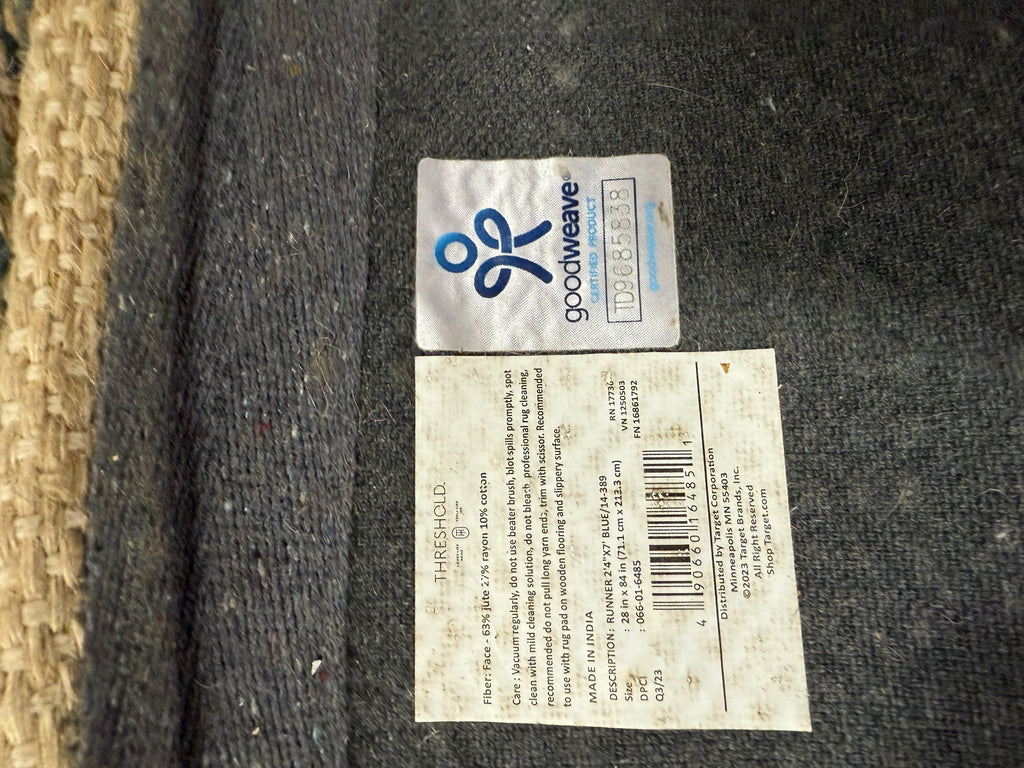 goodweave
CERTIFIED PRODUCT
TD9685838
THRESHOLD.
Fiber: Face - 63% jute 27% rayon 10% cotton
Care : Vacuum regularly, do not use beater brush, blot spills promptly, spot
clean with mild cleaning solution, do not bleach, professional rug cleaning,
recommended do not pull long yarn ends, trim with scissor. Recommended
to use with rug pad on wooden flooring and slippery surface.
MADE IN INDIA
DESCRIPTION: RUNNER 2'4"X7' BLUE/14-389
Size : 28 in x 84 in (71.1 cm x 213.3 cm)
DPCI : 066-01-6485
Q3/23
RN 17736
VN 1250503
FN 16861792
4 90660 16485 1
Distributed by Target Corporation
Minneapolis MN 55403
©2023 Target Brands, Inc.
All Right Reserved
Shop Target.com